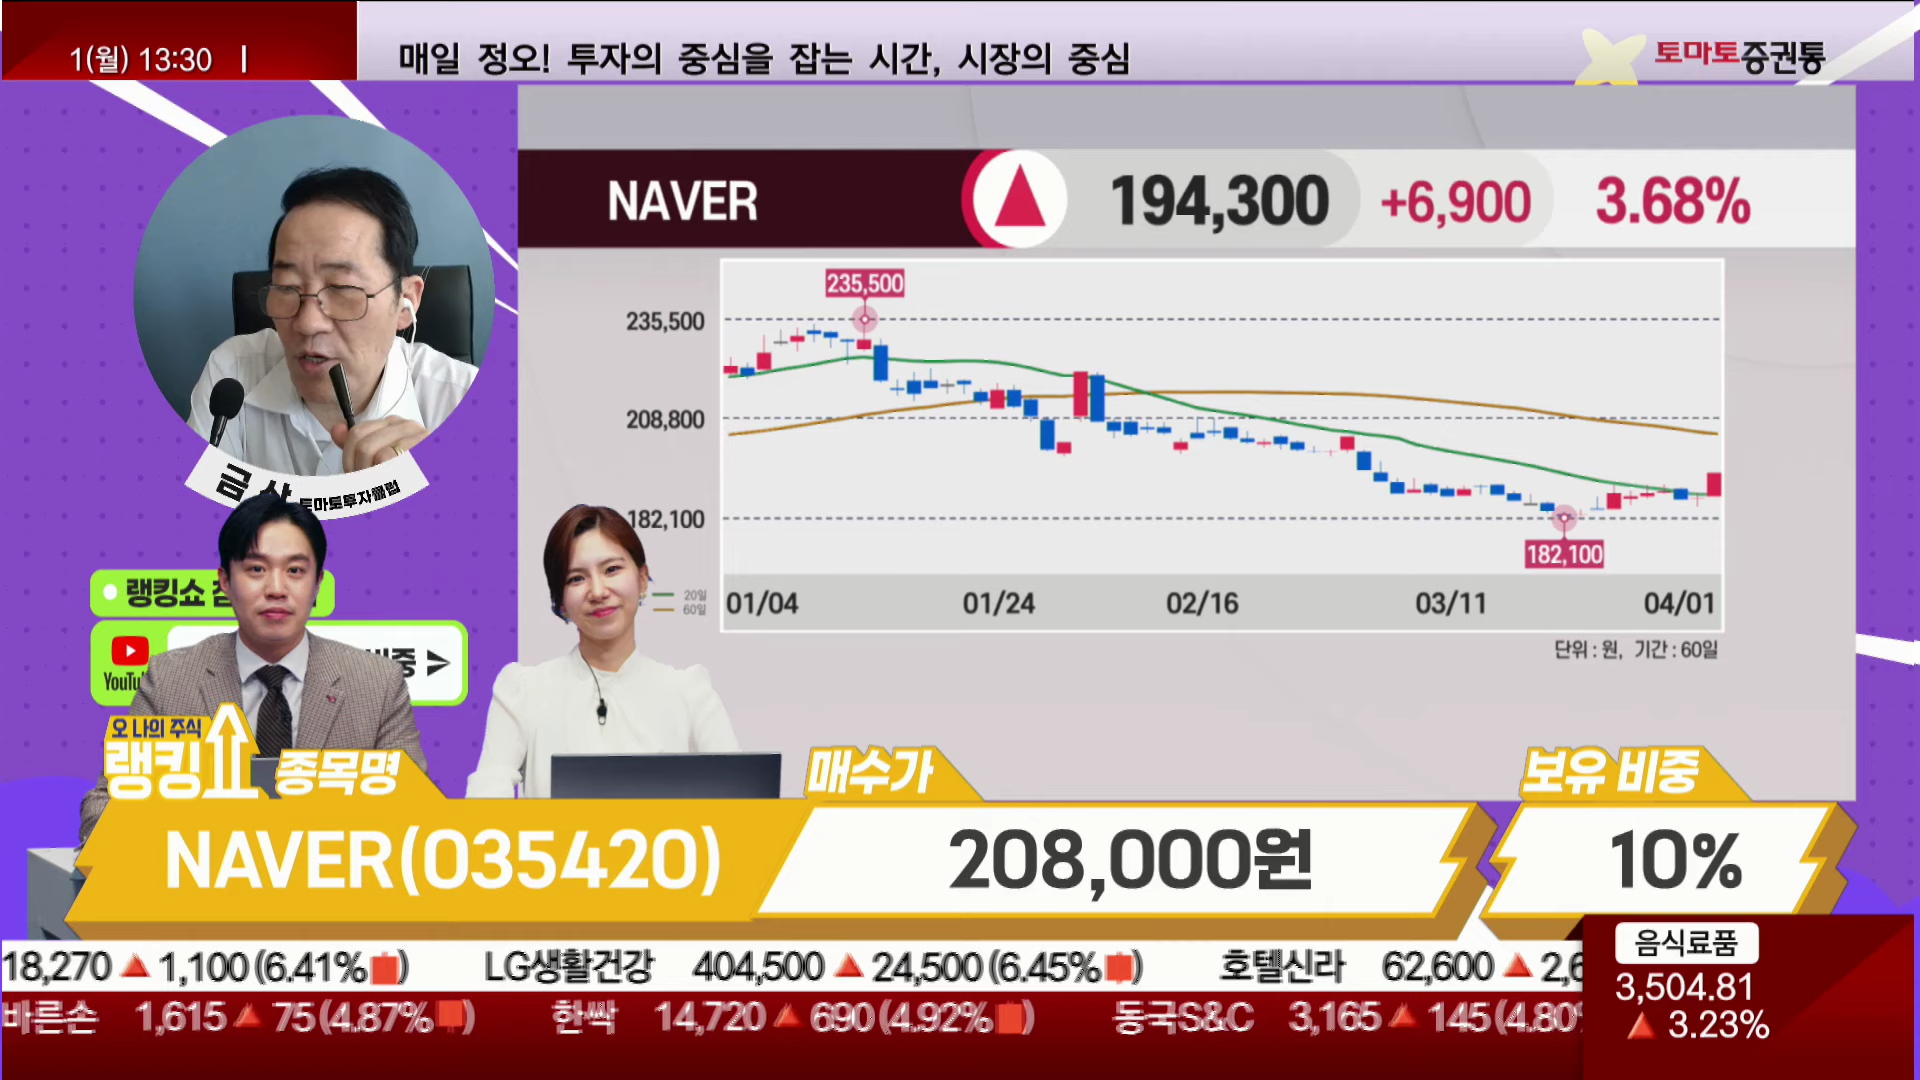 1(월) 13:30
매일 정오! 투자의 중심을 잡는 시간, 시장의 중심
토마토증권통
NAVER 194,300 +6,900 3.68%
235,500
235,500
208,800
182,100
182,100
20일
60일
01/04 01/24 02/16 03/11 04/01
단위 : 원, 기간 : 60일
금 토마토투자클럽
랭킹쇼
YouTu
오 나의 주식
랭킹쇼
종목명 매수가 보유 비중
NAVER(035420) 208,000원 10%
18,270 ▲ 1,100 (6.41%) LG생활건강 404,500 ▲ 24,500 (6.45%) 호텔신라 62,600 ▲ 2,6
바른손 1,615 ▲ 75 (4.87%) 한싹 14,720 ▲ 690 (4.92%) 동국S&C 3,165 ▲ 145 (4.80%
음식료품
3,504.81
▲ 3.23%